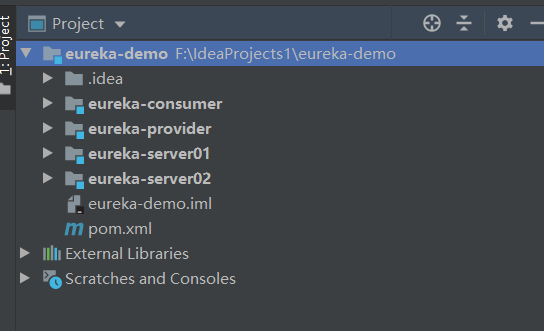 Project
1: Project
eureka-demo F:\IdeaProjects1\eureka-demo
.idea
eureka-consumer
eureka-provider
eureka-server01
eureka-server02
eureka-demo.iml
pom.xml
External Libraries
Scratches and Consoles